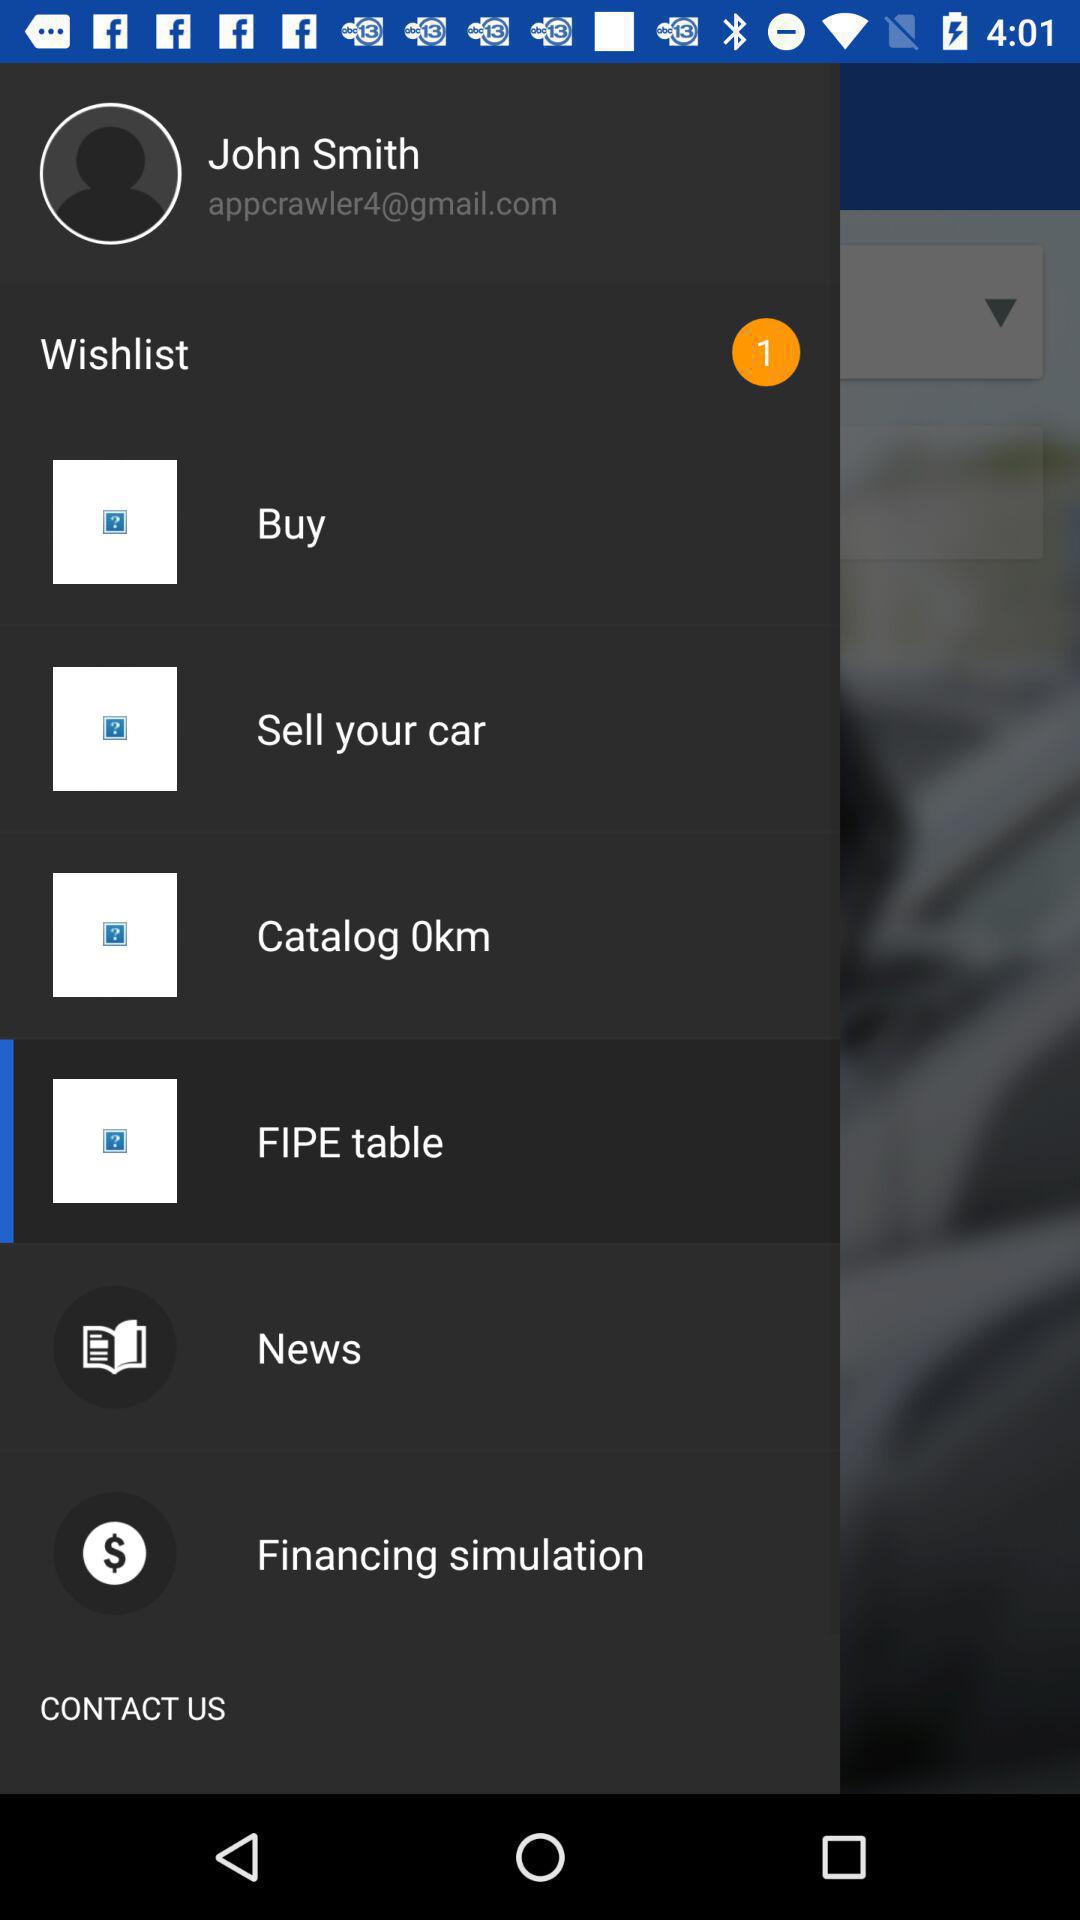 4:01
John Smith
appcrawler4@gmail.com
Wishlist
1
Buy
Sell your car
Catalog 0km
FIPE table
News
Financing simulation
CONTACT US